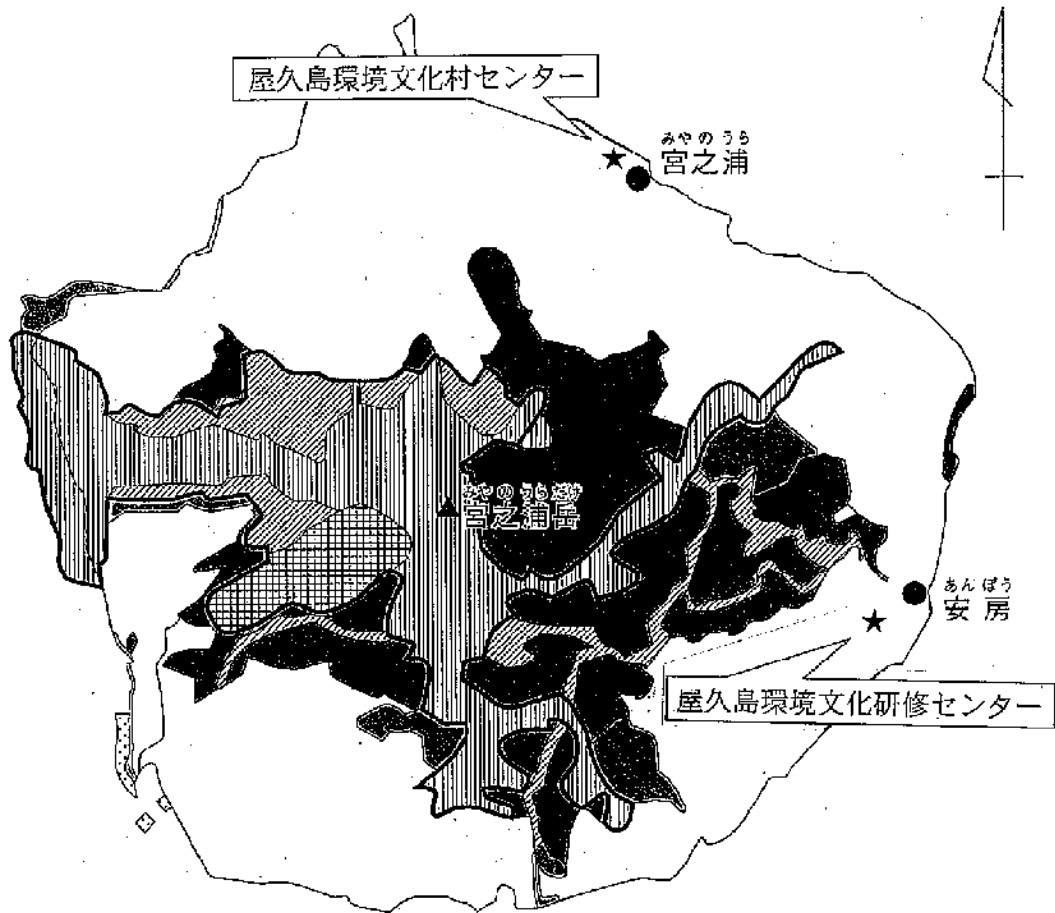 屋久島環境文化村センター
みやのうら
宮之浦
みやのうらだけ
宮之浦岳
あんぼう
安房
屋久島環境文化研修センター